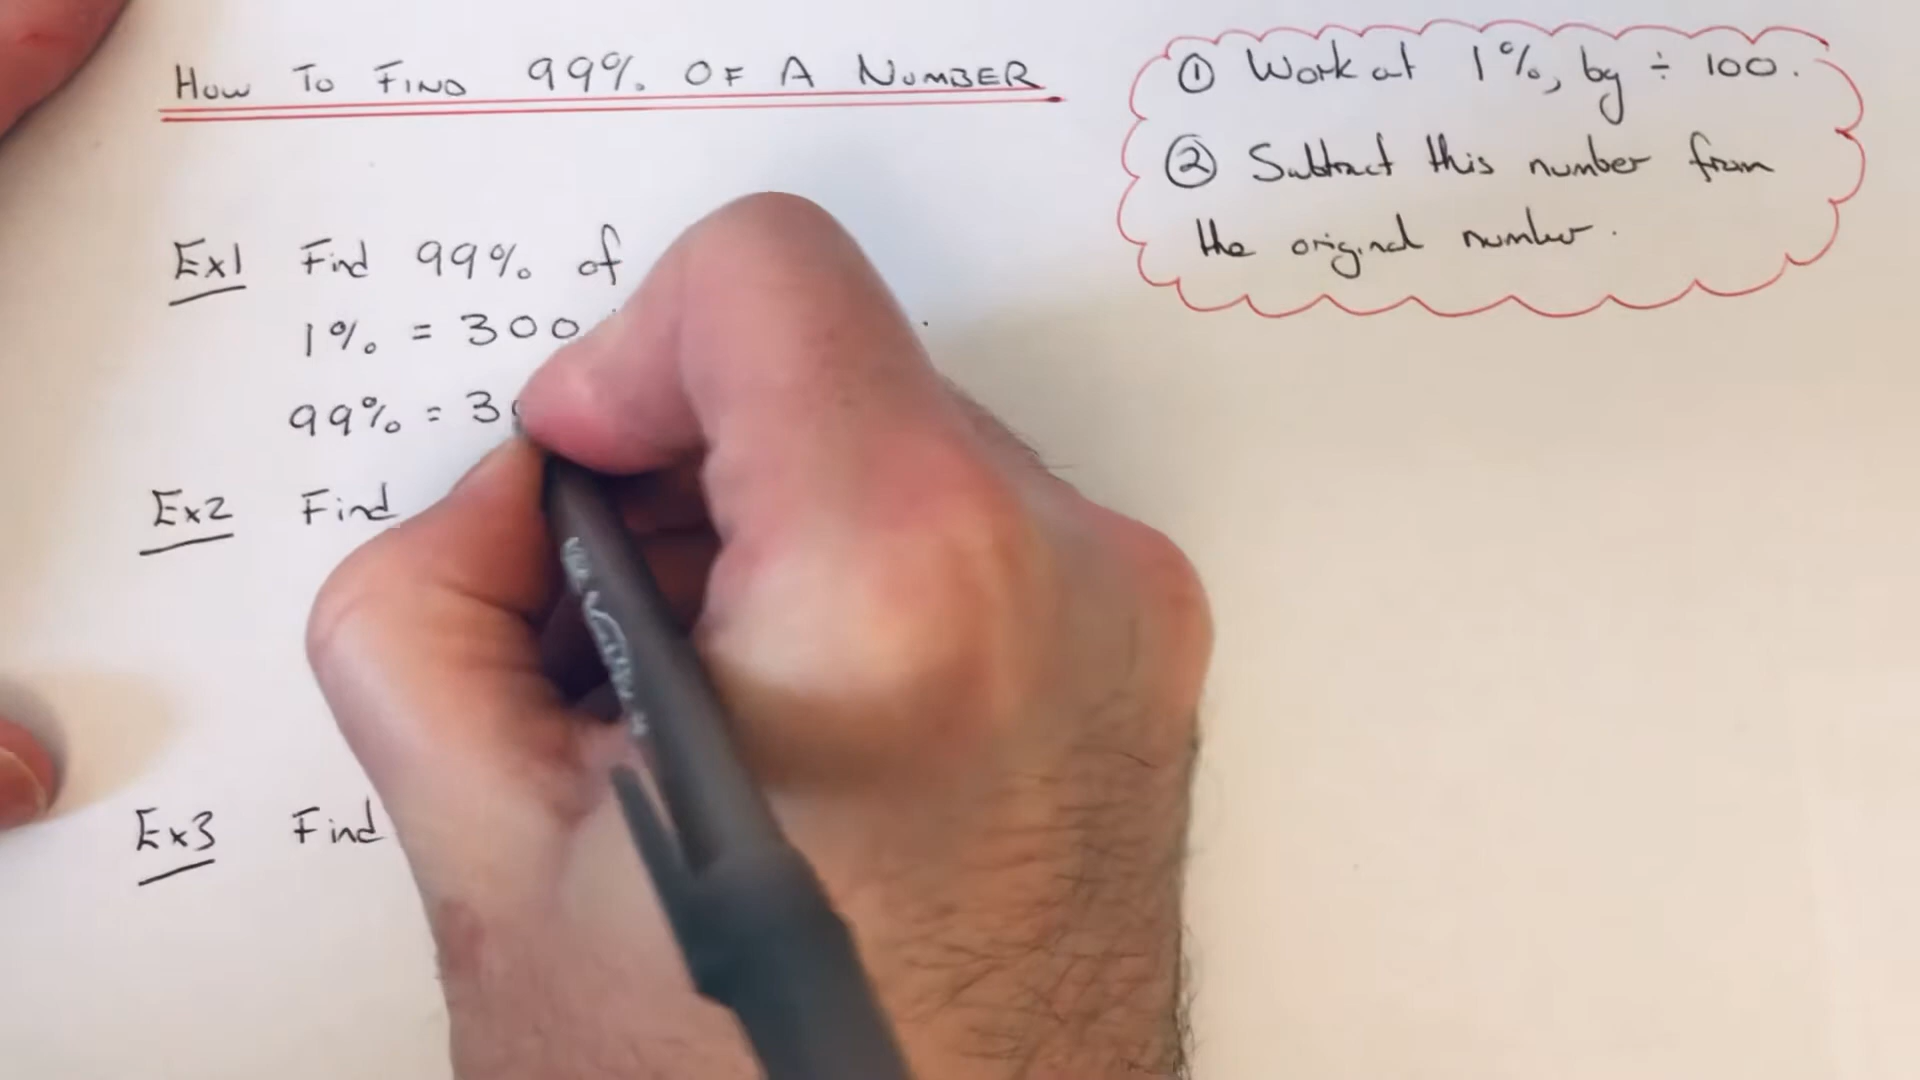 How To Find 99% OF A NUMBER
① Work out 1%, by ÷ 100.
② Subtract this number from
the original number.
Ex1 Find 99% of
1% = 300
99% = 30
Ex2 Find
Ex3 Find